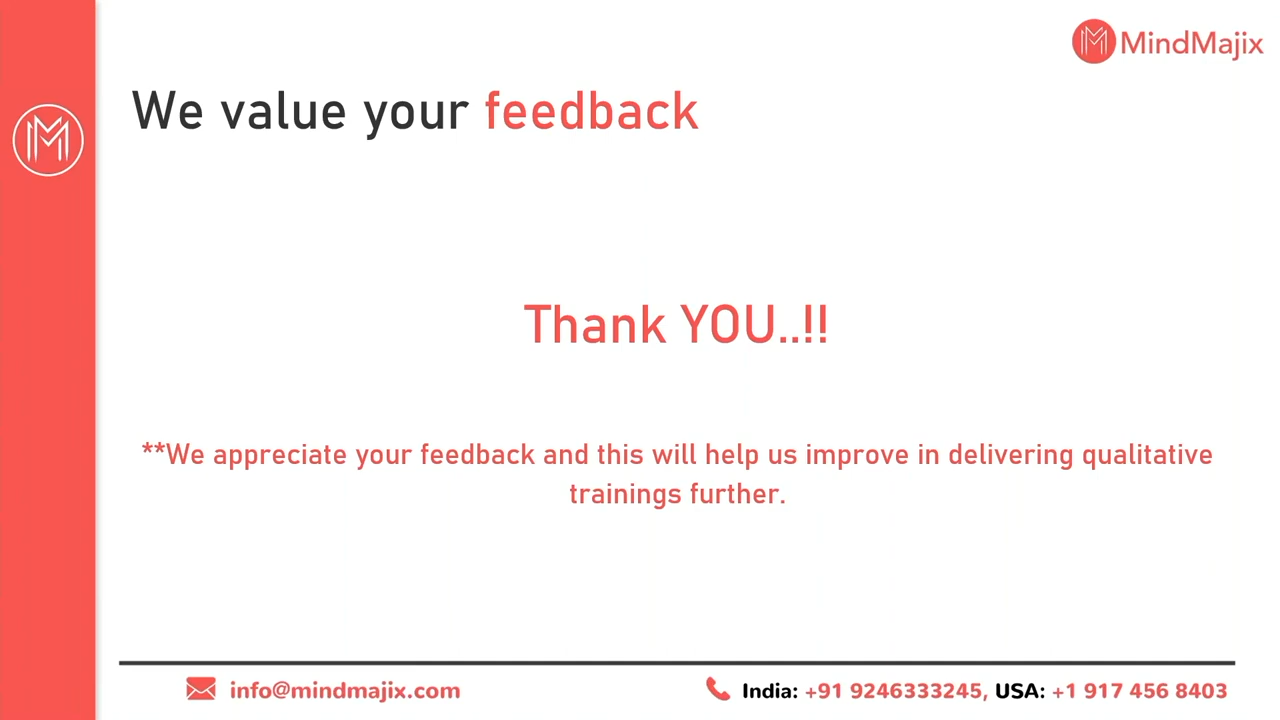 MindMajix
We value your feedback
Thank YOU..!!
**We appreciate your feedback and this will help us improve in delivering qualitative
trainings further.
info@mindmajix.com
India: +91 9246333245, USA: +1 917 456 8403